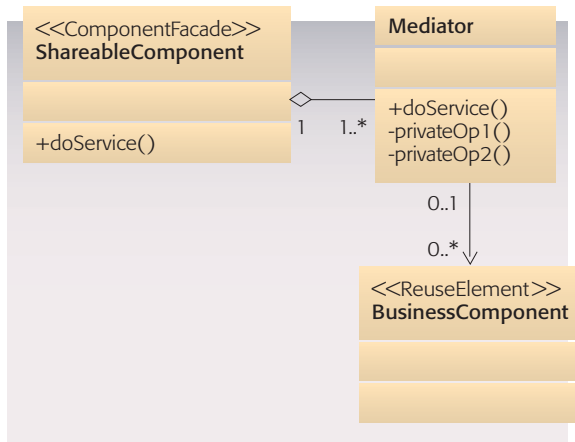 <<ComponentFacade>>
ShareableComponent
+doService()
1
1..*
Mediator
+doService()
-privateOp1()
-privateOp2()
0..1
0..*
<<ReuseElement>>
BusinessComponent